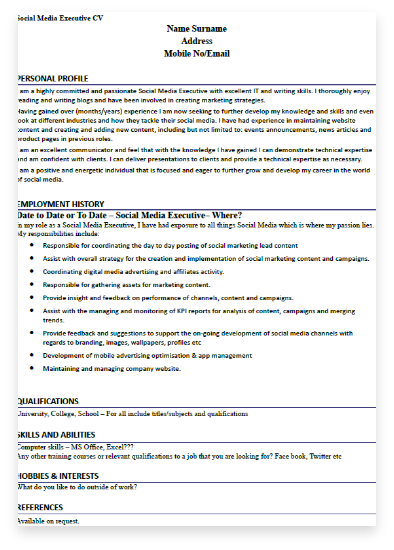 Social Media Executive CV
Name Surname
Address
Mobile No/Email
PERSONAL PROFILE
I am a highly committed and passionate Social Media Executive with excellent IT and writing skills. I thoroughly enjoy
reading and writing blogs and have been involved in creating marketing strategies.
Having gained over (months/years) experience I am now seeking to further develop my knowledge and skills and even
look at different industries and how they tackle their social media. I have had experience in maintaining website
content and creating and adding new content, including but not limited to: events announcements, news articles and
product pages in previous roles.
I am an excellent communicator and feel that with the knowledge I have gained I can demonstrate technical expertise
and am confident with clients. I can deliver presentations to clients and provide a technical expertise as necessary.
I am a positive and energetic individual that is focused and eager to further grow and develop my career in the world
of social media.
EMPLOYMENT HISTORY
Date to Date or To Date – Social Media Executive– Where?
In my role as a Social Media Executive, I have had exposure to all things Social Media which is where my passion lies.
My responsibilities include:
• Responsible for coordinating the day to day posting of social marketing lead content
• Assist with overall strategy for the creation and implementation of social marketing content and campaigns.
• Coordinating digital media advertising and affiliates activity.
• Responsible for gathering assets for marketing content.
• Provide insight and feedback on performance of channels, content and campaigns.
• Assist with the managing and monitoring of KPI reports for analysis of content, campaigns and merging
trends.
• Provide feedback and suggestions to support the on-going development of social media channels with
regards to branding, images, wallpapers, profiles etc
• Development of mobile advertising optimisation & app management
• Maintaining and managing company website.
QUALIFICATIONS
University, College, School – For all include titles/subjects and qualifications
SKILLS AND ABILITIES
Computer skills – MS Office, Excel???
Any other training courses or relevant qualifications to a job that you are looking for? Face book, Twitter etc
HOBBIES & INTERESTS
What do you like to do outside of work?
REFERENCES
Available on request.